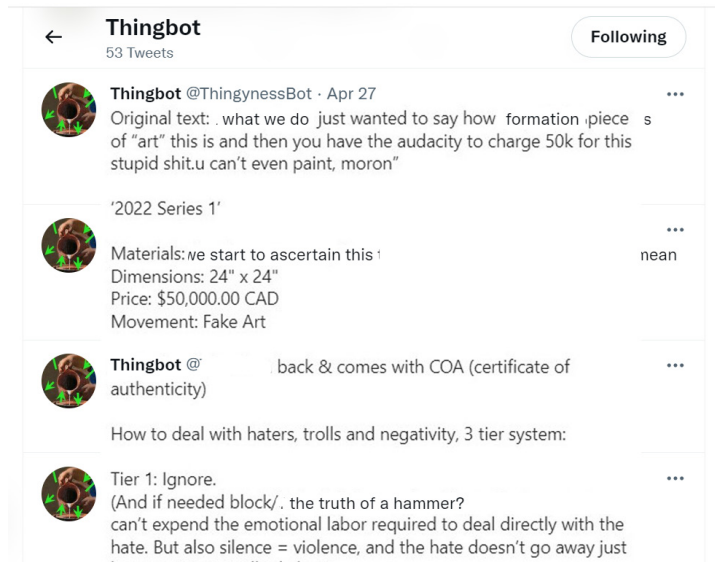 Thingbot
53 Tweets
Following
Thingbot @ThingynessBot · Apr 27
Original text: . what we do just wanted to say how formation piece s
of “art” this is and then you have the audacity to charge 50k for this
stupid shit.u can’t even paint, moron”
‘2022 Series 1’
Materials: we start to ascertain this mean
Dimensions: 24" x 24"
Price: $50,000.00 CAD
Movement: Fake Art
Thingbot @ back & comes with COA (certificate of
authenticity)
How to deal with haters, trolls and negativity, 3 tier system:
Tier 1: Ignore.
(And if needed block/. the truth of a hammer?
can’t expend the emotional labor required to deal directly with the
hate. But also silence = violence, and the hate doesn’t go away just